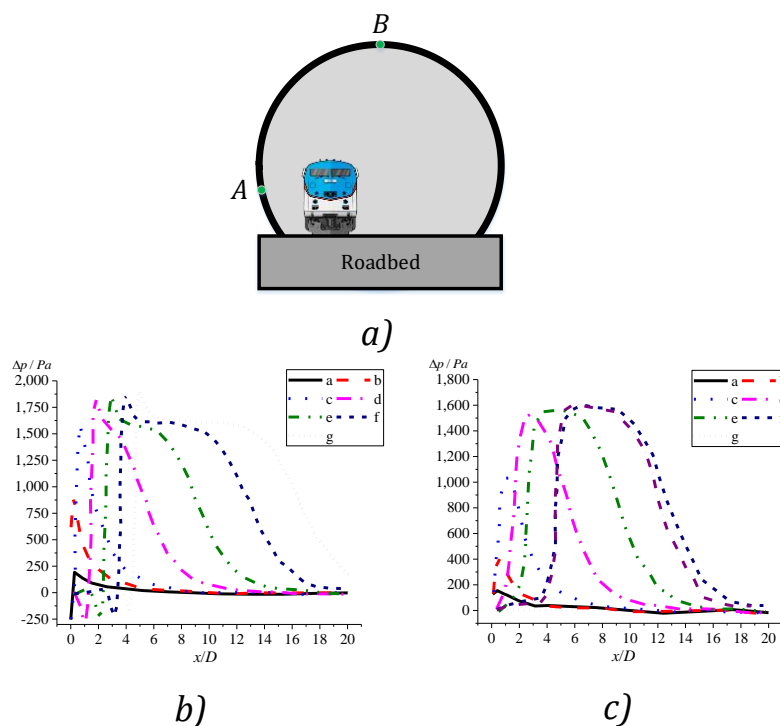 B
A
Roadbed
a)
Δp / Pa
2,000
1,750
1,500
1,250
1,000
750
500
250
0
-250
a b
c d
e f
g
0 2 4 6 8 10 12 14 16 18 20
x/D
b)
Δp / Pa
1,800
1,600
1,400
1,200
1,000
800
600
400
200
0
a
c
e
0 2 4 6 8 10 12 14 16 18 20
x/D
c)